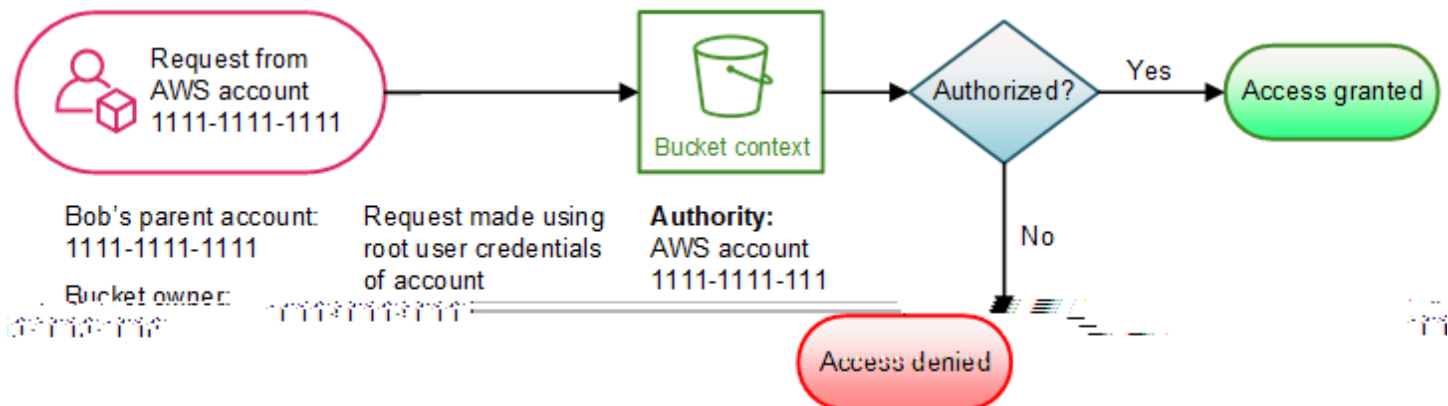 Request from
AWS account
1111-1111-1111
Bucket context
Authorized?
Yes
Access granted
No
Bob's parent account:
1111-1111-1111
Bucket owner:
Request made using
root user credentials
of account
Authority:
AWS account
1111-1111-111
Access denied